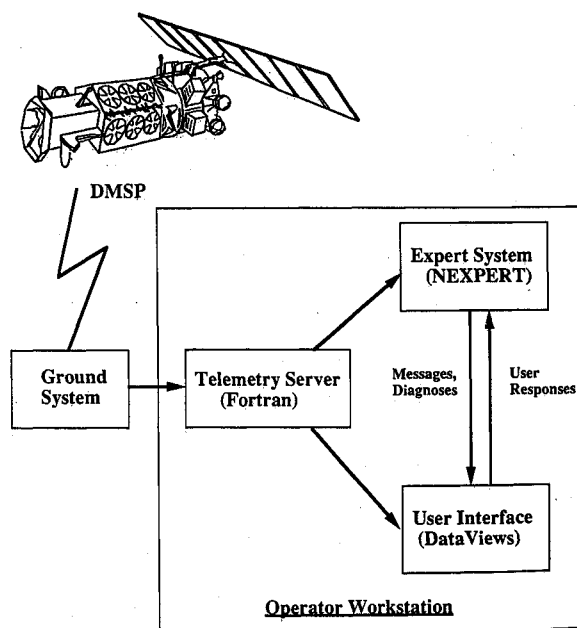 DMSP
Expert System
(NEXPERT)
Ground
System
Telemetry Server
(Fortran)
Messages,
Diagnoses
User
Responses
User Interface
(DataViews)
Operator Workstation